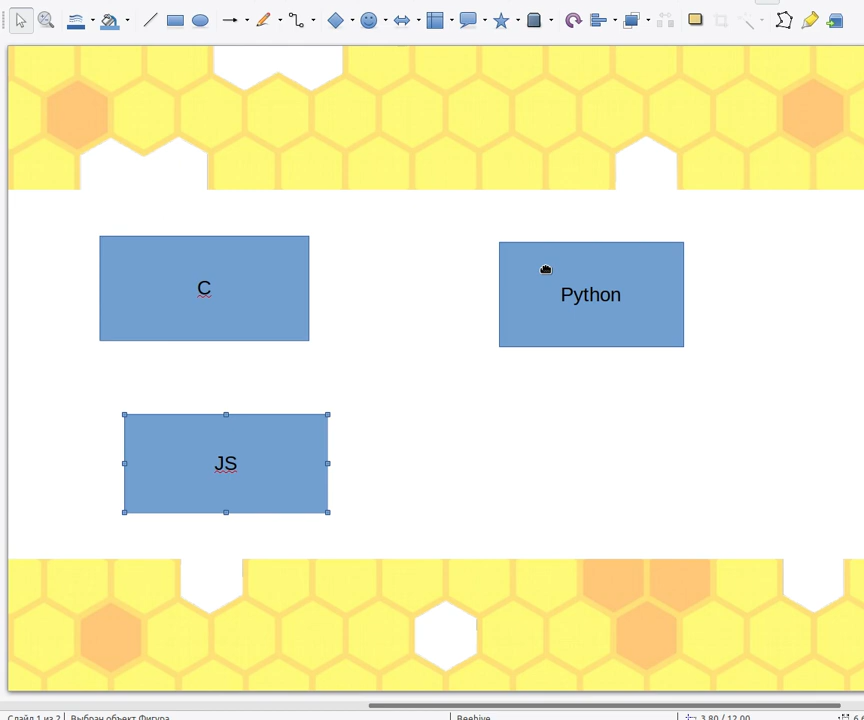 C
Python
JS
Слайд 1 из 2
Выбран объект Фигура
Beehive
3,80 / 12,00